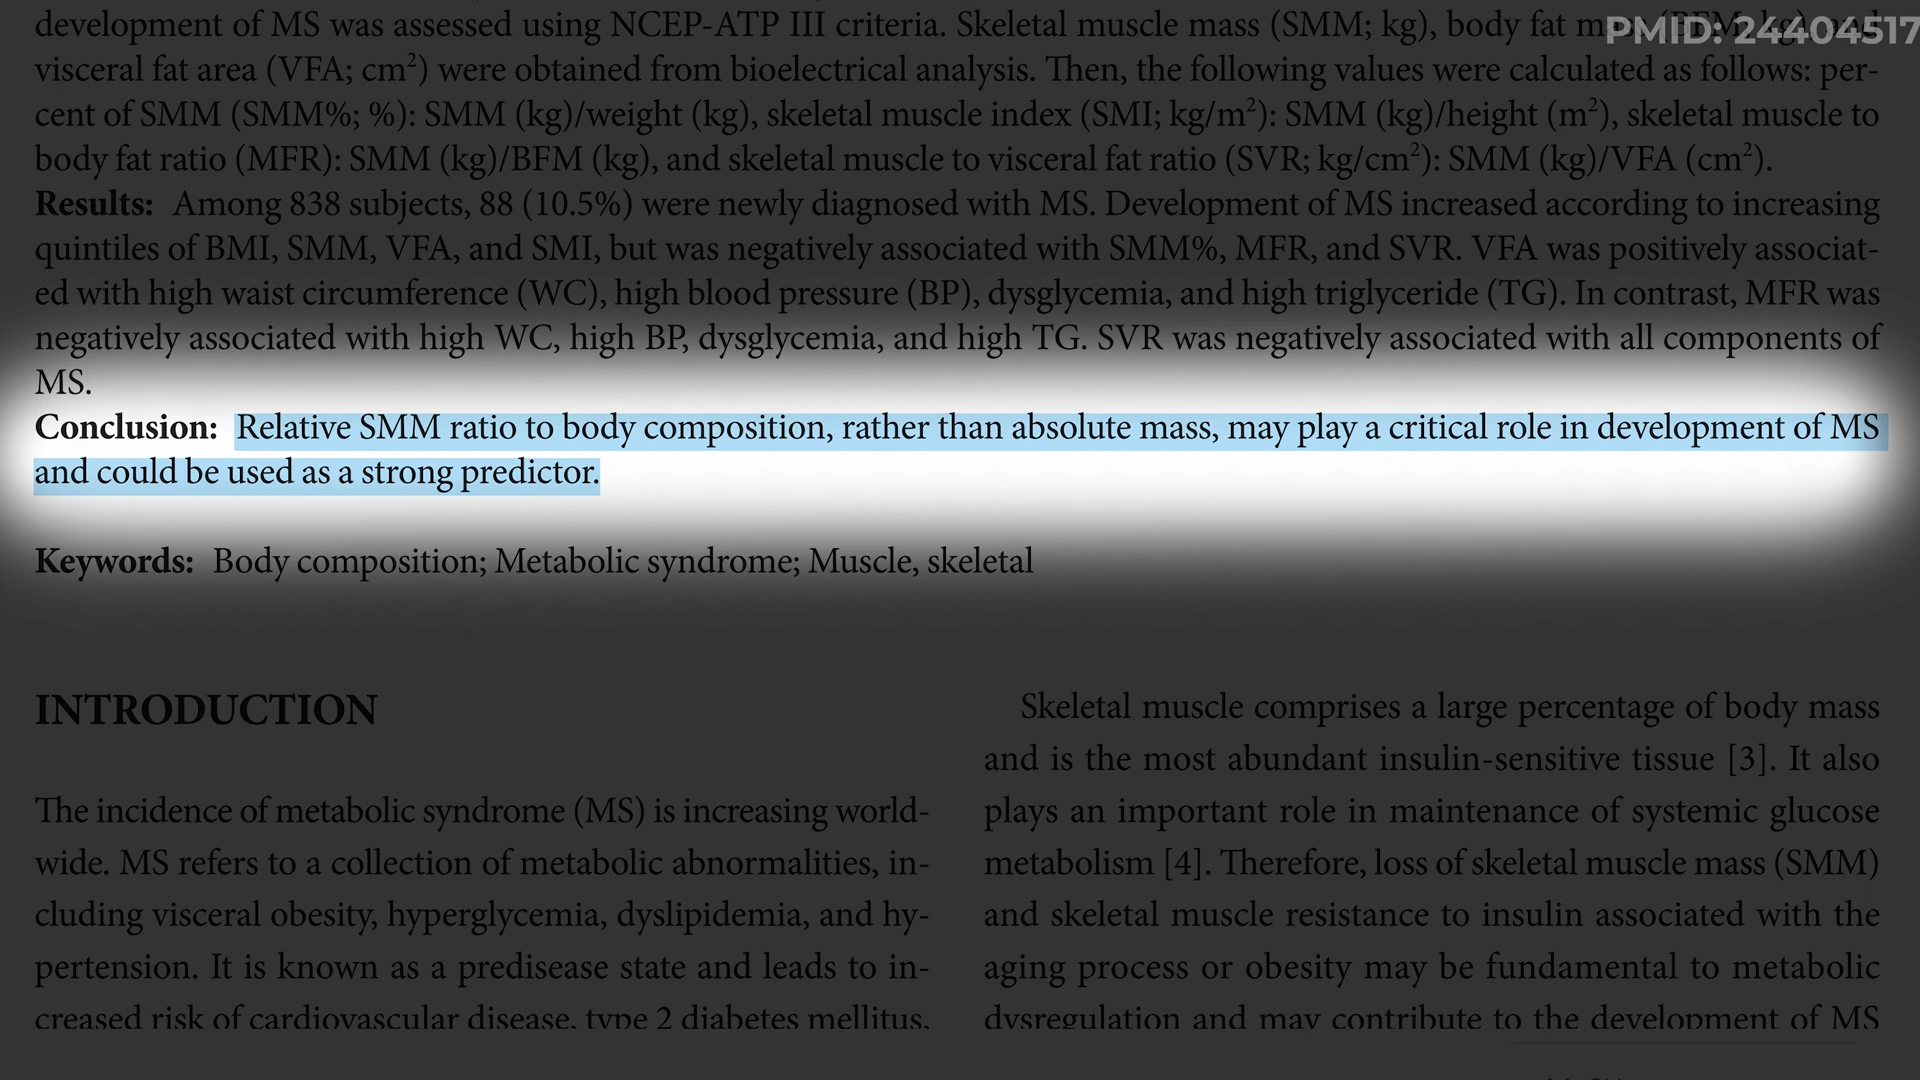 development of MS was assessed using NCEP-ATP III criteria. Skeletal muscle mass (SMM; kg), body fat mass (BFM; kg), and
PMID: 24404517
visceral fat area (VFA; cm²) were obtained from bioelectrical analysis. Then, the following values were calculated as follows: per-
cent of SMM (SMM%; %): SMM (kg)/weight (kg), skeletal muscle index (SMI; kg/m²): SMM (kg)/height (m²), skeletal muscle to
body fat ratio (MFR): SMM (kg)/BFM (kg), and skeletal muscle to visceral fat ratio (SVR; kg/cm²): SMM (kg)/VFA (cm²).
Results: Among 838 subjects, 88 (10.5%) were newly diagnosed with MS. Development of MS increased according to increasing
quintiles of BMI, SMM, VFA, and SMI, but was negatively associated with SMM%, MFR, and SVR. VFA was positively associat-
ed with high waist circumference (WC), high blood pressure (BP), dysglycemia, and high triglyceride (TG). In contrast, MFR was
negatively associated with high WC, high BP, dysglycemia, and high TG. SVR was negatively associated with all components of
MS.
Conclusion: Relative SMM ratio to body composition, rather than absolute mass, may play a critical role in development of MS
and could be used as a strong predictor.
Keywords: Body composition; Metabolic syndrome; Muscle, skeletal
INTRODUCTION
The incidence of metabolic syndrome (MS) is increasing world-
wide. MS refers to a collection of metabolic abnormalities, in-
cluding visceral obesity, hyperglycemia, dyslipidemia, and hy-
pertension. It is known as a predisease state and leads to in-
creased risk of cardiovascular disease, type 2 diabetes mellitus,
Skeletal muscle comprises a large percentage of body mass
and is the most abundant insulin-sensitive tissue [3]. It also
plays an important role in maintenance of systemic glucose
metabolism [4]. Therefore, loss of skeletal muscle mass (SMM)
and skeletal muscle resistance to insulin associated with the
aging process or obesity may be fundamental to metabolic
dysregulation and may contribute to the development of MS